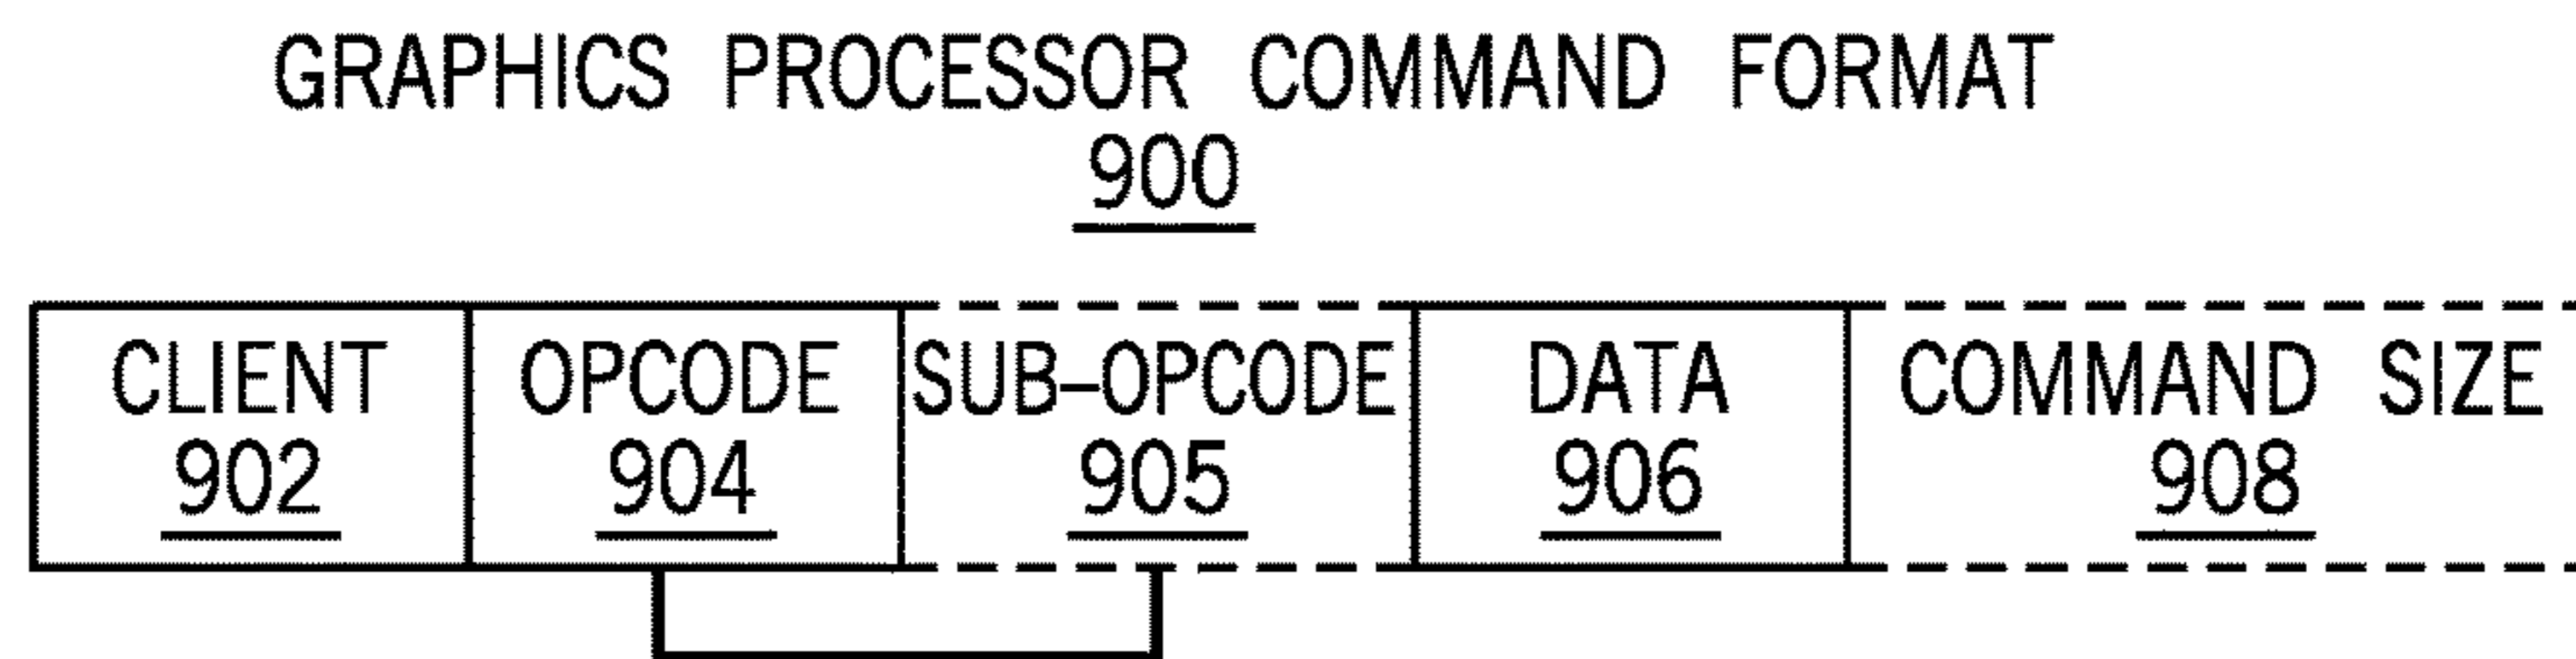 GRAPHICS PROCESSOR COMMAND FORMAT
900
CLIENT OPCODE SUB-OPCODE DATA COMMAND SIZE
902 904 905 906 908